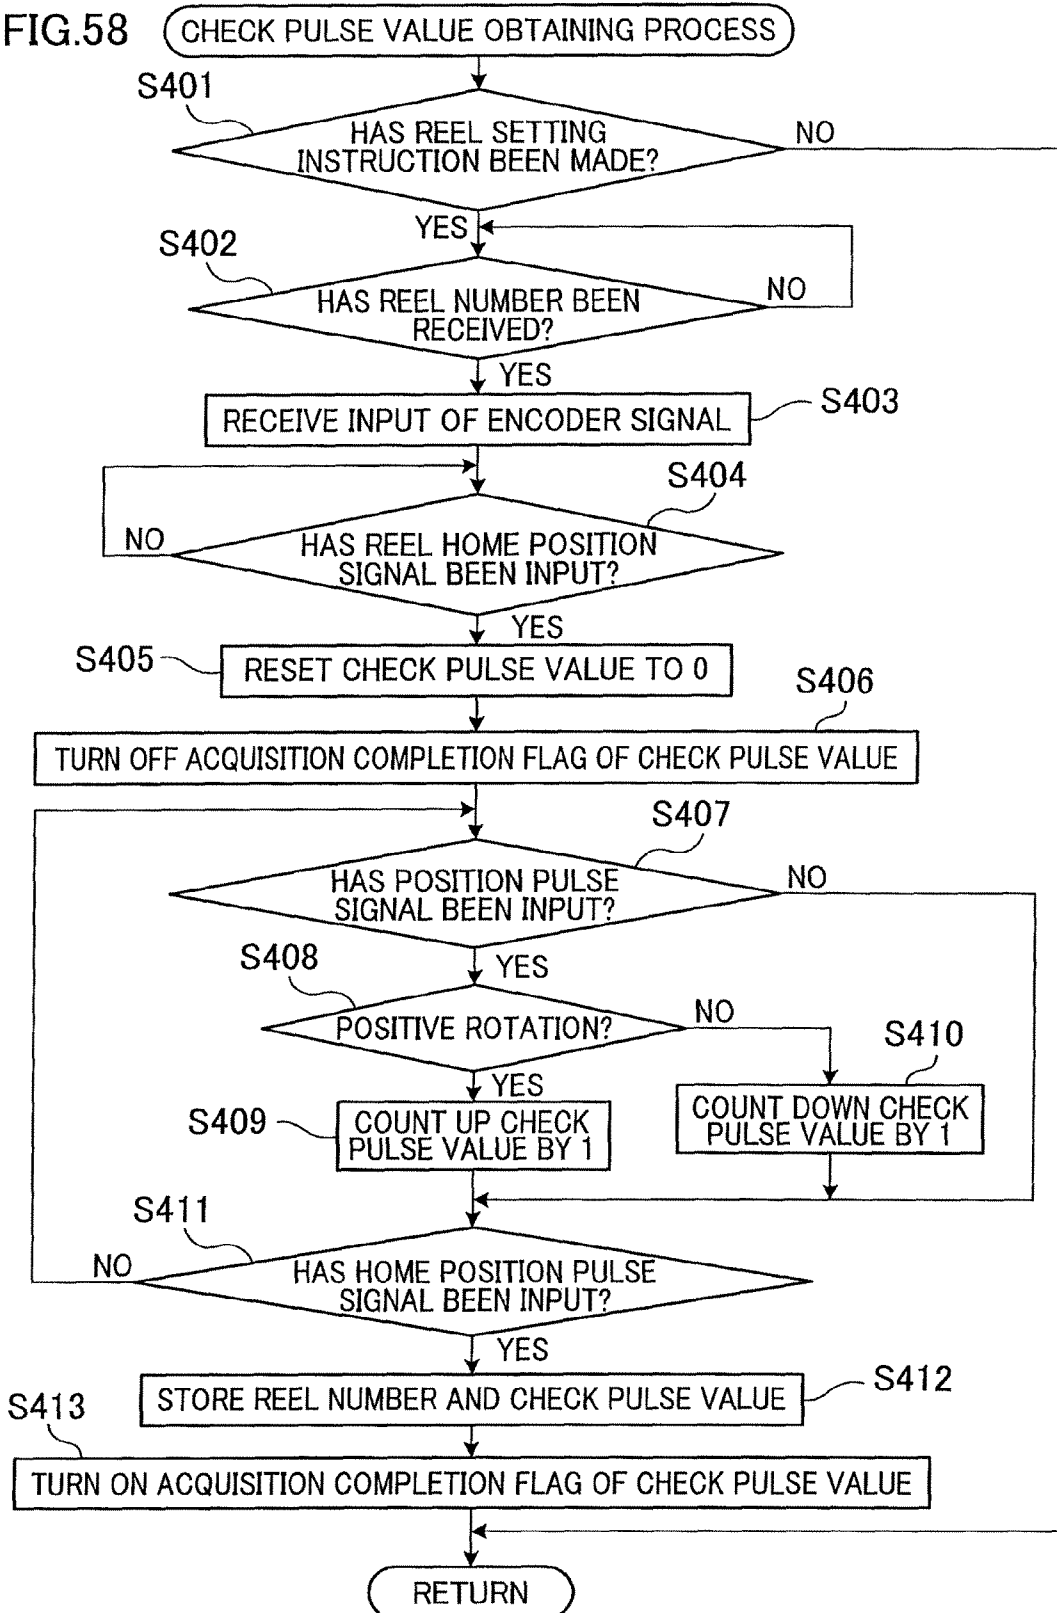 FIG.58
CHECK PULSE VALUE OBTAINING PROCESS
S401
HAS REEL SETTING
INSTRUCTION BEEN MADE?
NO
YES
S402
HAS REEL NUMBER BEEN
RECEIVED?
NO
YES
RECEIVE INPUT OF ENCODER SIGNAL
S403
S404
NO
HAS REEL HOME POSITION
SIGNAL BEEN INPUT?
YES
S405
RESET CHECK PULSE VALUE TO 0
S406
TURN OFF ACQUISITION COMPLETION FLAG OF CHECK PULSE VALUE
S407
HAS POSITION PULSE
SIGNAL BEEN INPUT?
NO
YES
S408
POSITIVE ROTATION?
NO
YES
S410
S409
COUNT UP CHECK
PULSE VALUE BY 1
COUNT DOWN CHECK
PULSE VALUE BY 1
S411
NO
HAS HOME POSITION PULSE
SIGNAL BEEN INPUT?
YES
STORE REEL NUMBER AND CHECK PULSE VALUE
S412
S413
TURN ON ACQUISITION COMPLETION FLAG OF CHECK PULSE VALUE
RETURN